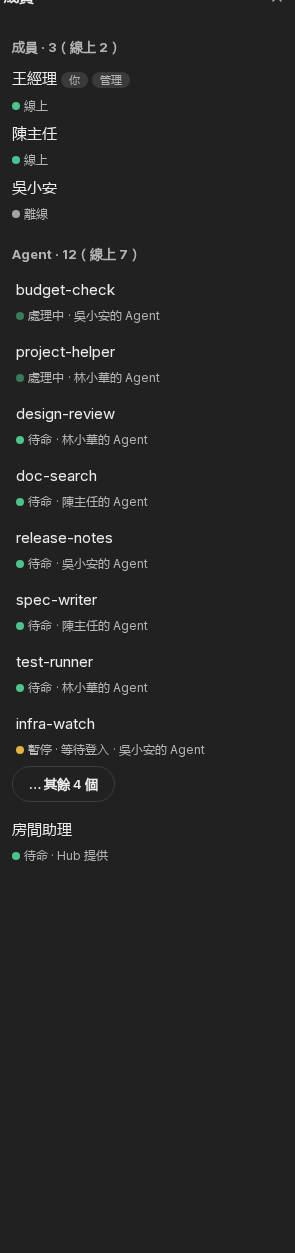 成員
成員 · 3（線上 2）
王經理 你 管理
線上
陳主任
線上
吳小安
離線
Agent · 12（線上 7）
budget-check
處理中 · 吳小安的 Agent
project-helper
處理中 · 林小華的 Agent
design-review
待命 · 林小華的 Agent
doc-search
待命 · 陳主任的 Agent
release-notes
待命 · 吳小安的 Agent
spec-writer
待命 · 陳主任的 Agent
test-runner
待命 · 林小華的 Agent
infra-watch
暫停 · 等待登入 · 吳小安的 Agent
…其餘 4 個
房間助理
待命 · Hub 提供